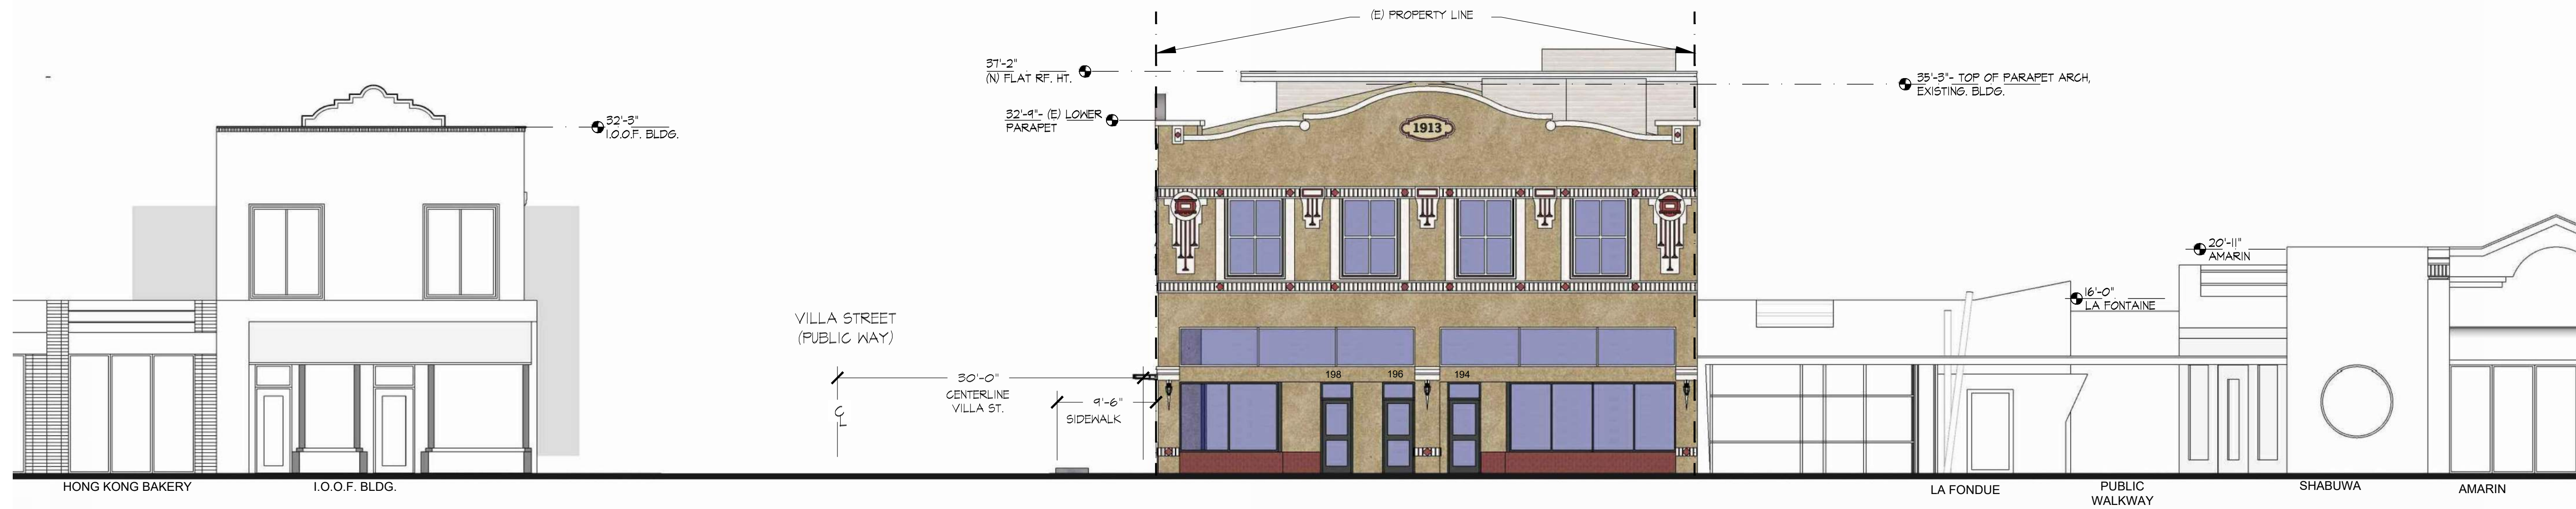 (E) PROPERTY LINE
37'-2"
(N) FLAT RF. HT.
35'-3"- TOP OF PARAPET ARCH,
EXISTING. BLDG.
32'-9"- (E) LOWER
PARAPET
32'-3"
I.O.O.F. BLDG.
1913
20'-11"
AMARIN
16'-0"
LA FONTAINE
VILLA STREET
(PUBLIC WAY)
30'-0"
CENTERLINE
VILLA ST.
9'-6"
SIDEWALK
CL
198
196
194
HONG KONG BAKERY
I.O.O.F. BLDG.
LA FONDUE
PUBLIC
WALKWAY
SHABUWA
AMARIN